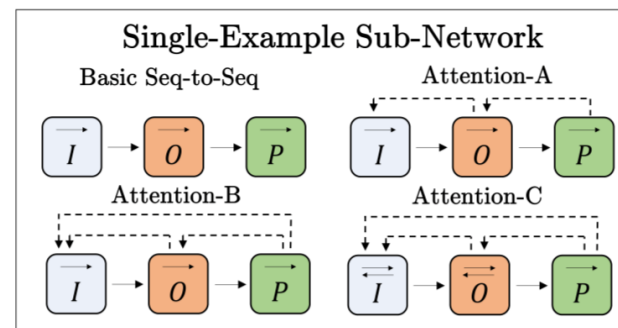 Single-Example Sub-Network
Basic Seq-to-Seq
I O P
Attention-A
I O P
Attention-B
I O P
Attention-C
I O P